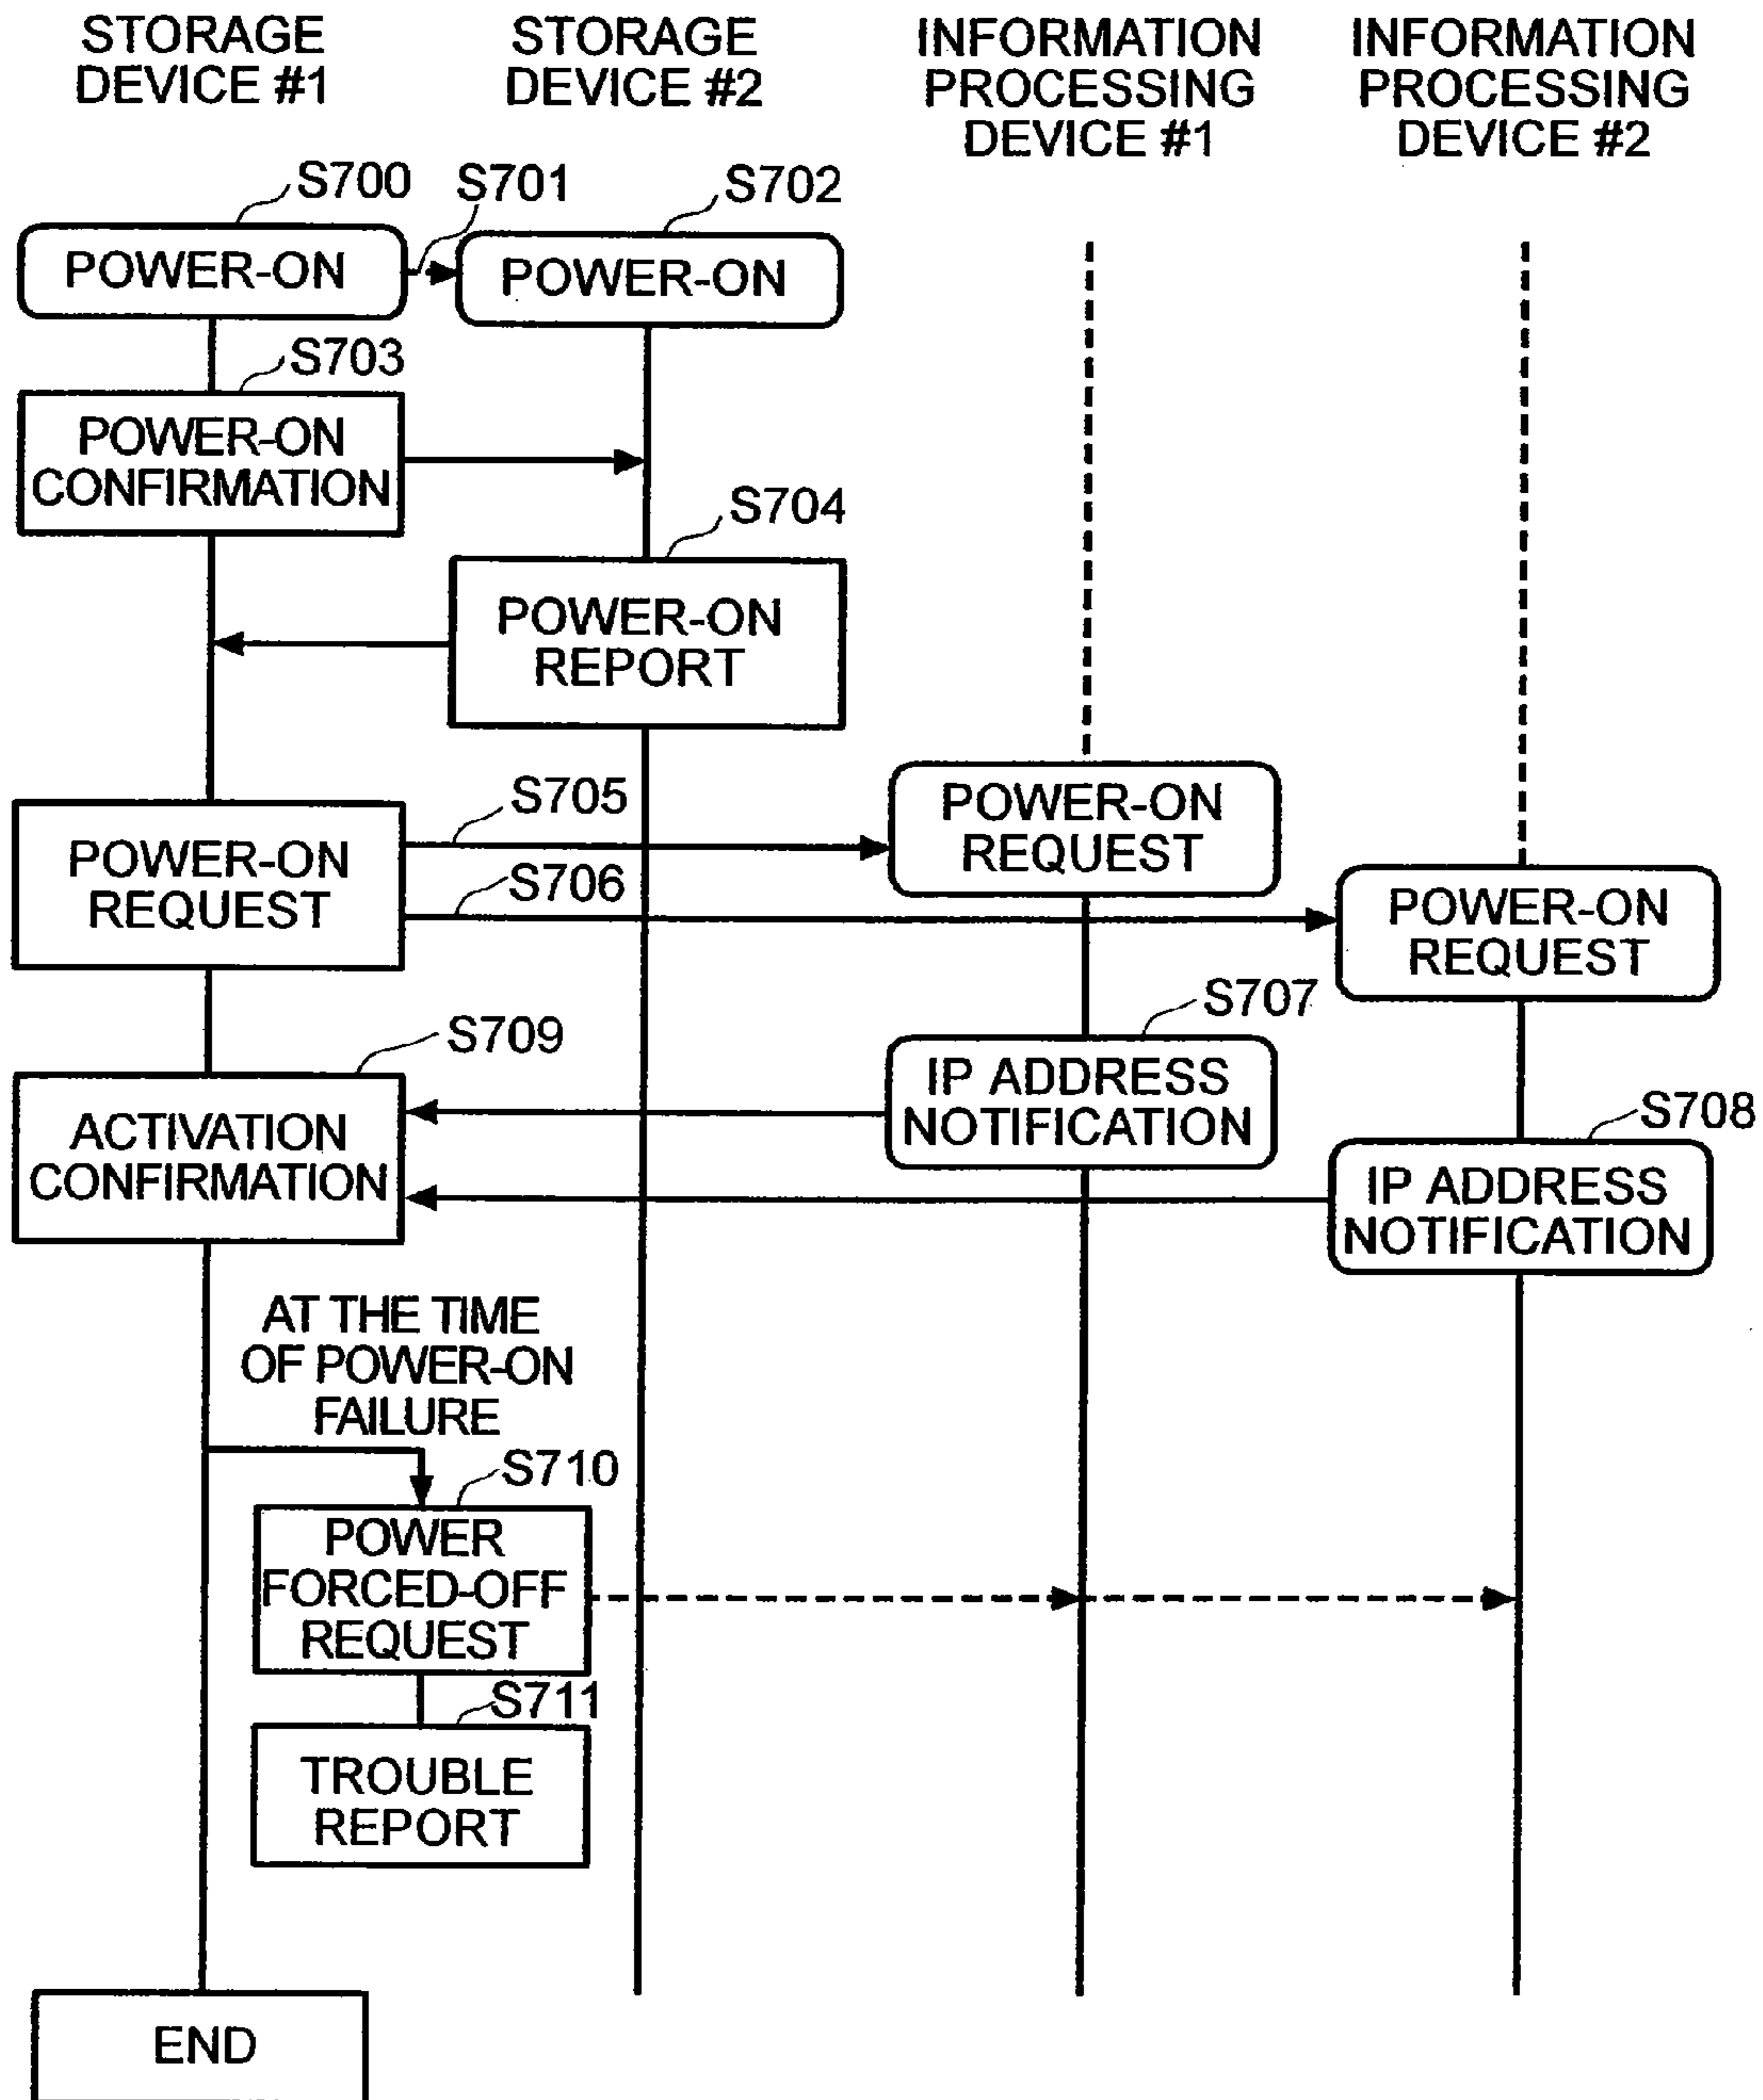 STORAGE
DEVICE #1
STORAGE
DEVICE #2
INFORMATION
PROCESSING
DEVICE #1
INFORMATION
PROCESSING
DEVICE #2
S700
S701
S702
POWER-ON
POWER-ON
S703
POWER-ON
CONFIRMATION
S704
POWER-ON
REPORT
S705
POWER-ON
REQUEST
POWER-ON
REQUEST
S706
POWER-ON
REQUEST
S707
S709
IP ADDRESS
NOTIFICATION
S708
ACTIVATION
CONFIRMATION
IP ADDRESS
NOTIFICATION
AT THE TIME
OF POWER-ON
FAILURE
S710
POWER
FORCED-OFF
REQUEST
S711
TROUBLE
REPORT
END